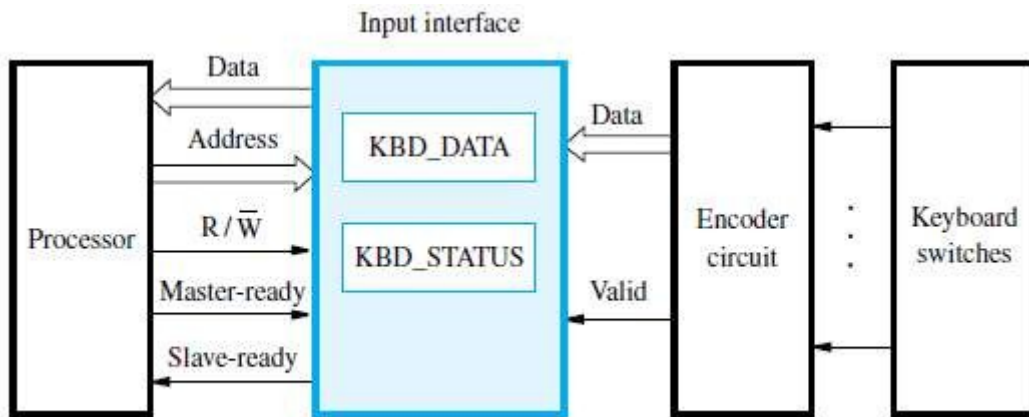 Input interface
Data
Address
R / W̅
Master-ready
Slave-ready
Processor
KBD_DATA
KBD_STATUS
Data
Valid
Encoder
circuit
Keyboard
switches